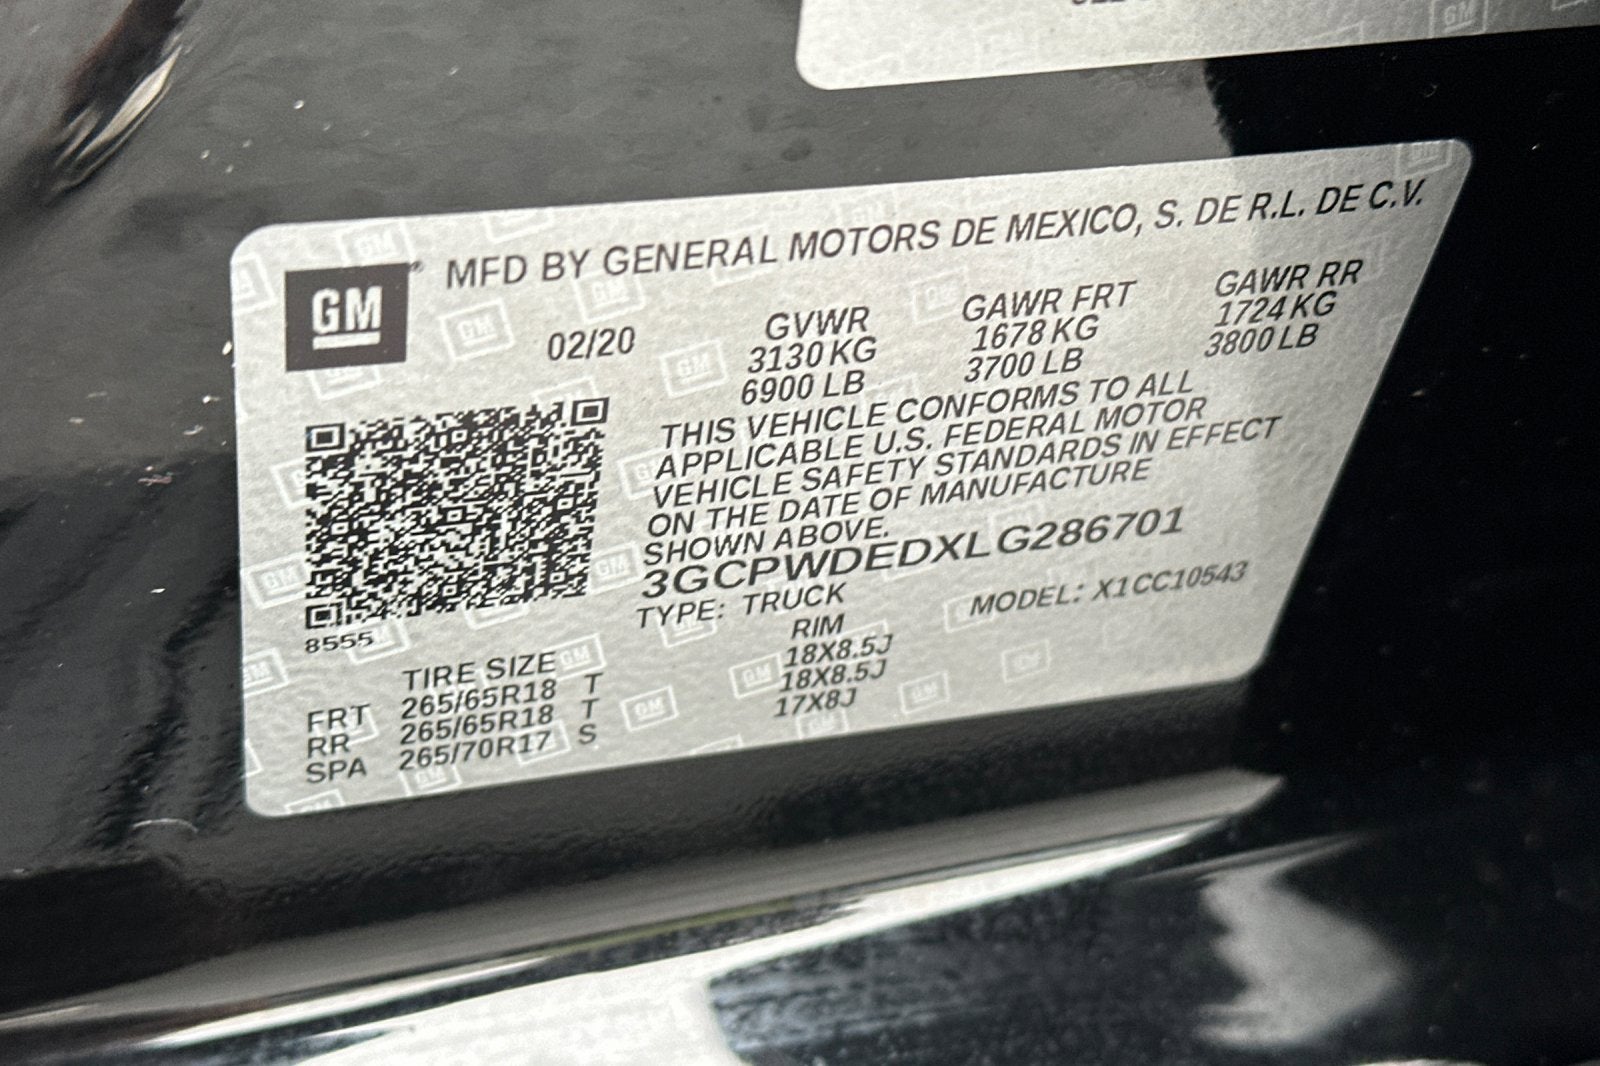 MFD BY GENERAL MOTORS DE MEXICO, S. DE R.L. DE C.V.
GM®
02/20
GVWR
3130 KG
6900 LB
GAWR FRT
1678 KG
3700 LB
GAWR RR
1724 KG
3800 LB
THIS VEHICLE CONFORMS TO ALL
APPLICABLE U.S. FEDERAL MOTOR
VEHICLE SAFETY STANDARDS IN EFFECT
ON THE DATE OF MANUFACTURE
SHOWN ABOVE.
3GCPWDEDXLG286701
TYPE: TRUCK MODEL: X1CC10543
8555
TIRE SIZE RIM
FRT 265/65R18 T 18X8.5J
RR 265/65R18 T 18X8.5J
SPA 265/70R17 S 17X8J